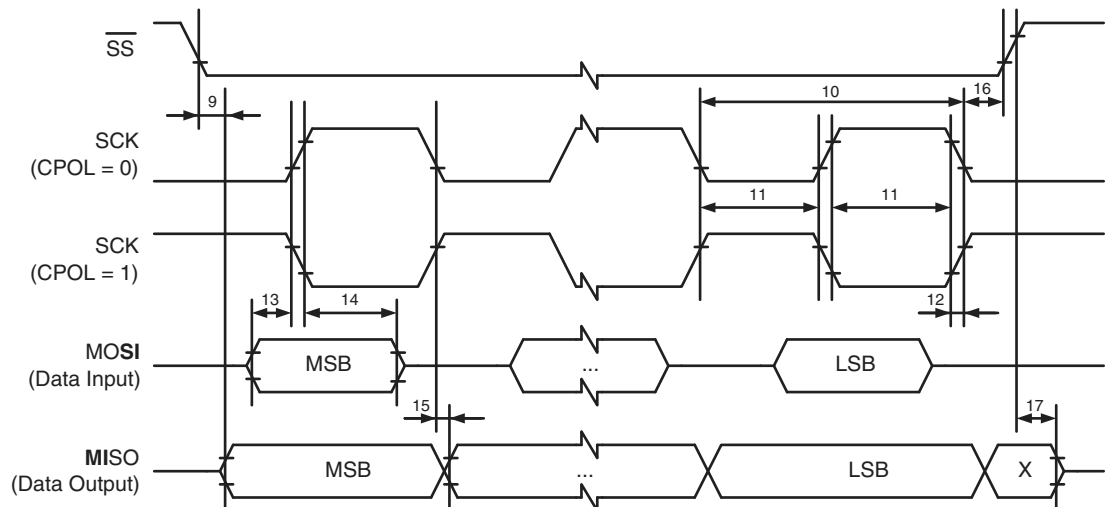 SS
10
16
9
SCK
(CPOL = 0)
11
11
SCK
(CPOL = 1)
13
14
12
MOSI
(Data Input)
MSB
...
LSB
15
17
MISO
(Data Output)
MSB
...
LSB
X